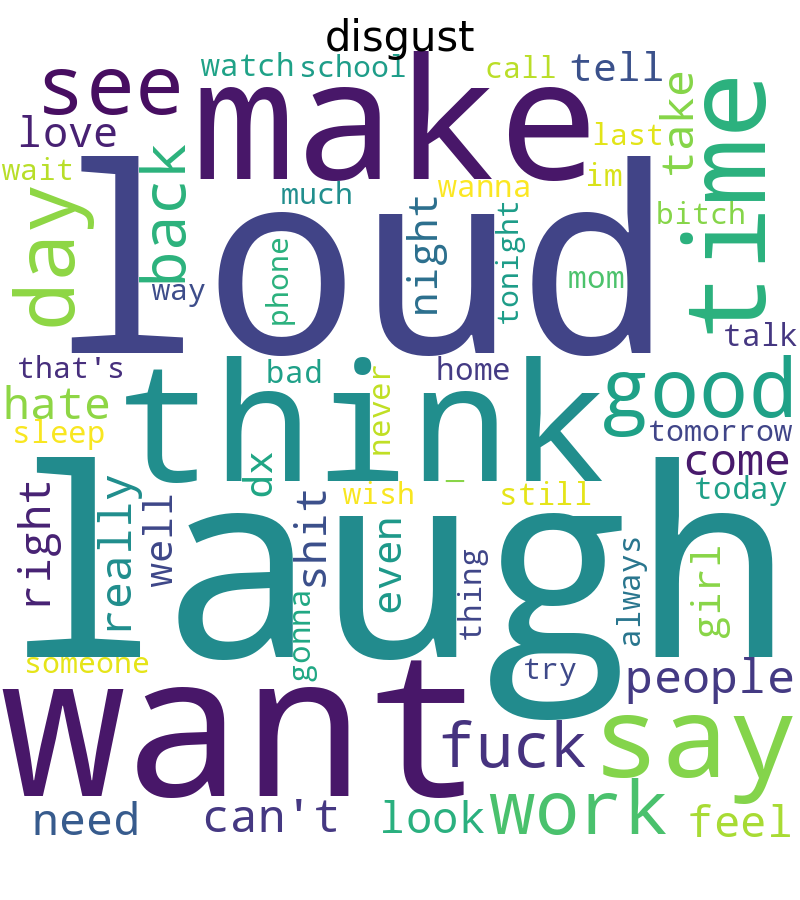 disgust
watch
school
call
tell
see
make
love
last
take
time
wait
back
im
wanna
much
day
loud
night
tonight
bitch
way
phone
mom
talk
that's
think
bad
home
never
good
hate
sleep
tomorrow
come
dx
wish
still
today
right
really
well
laugh
shit
even
thing
always
girl
gonna
someone
try
people
want
fuck
say
need
can't
look
work
feel